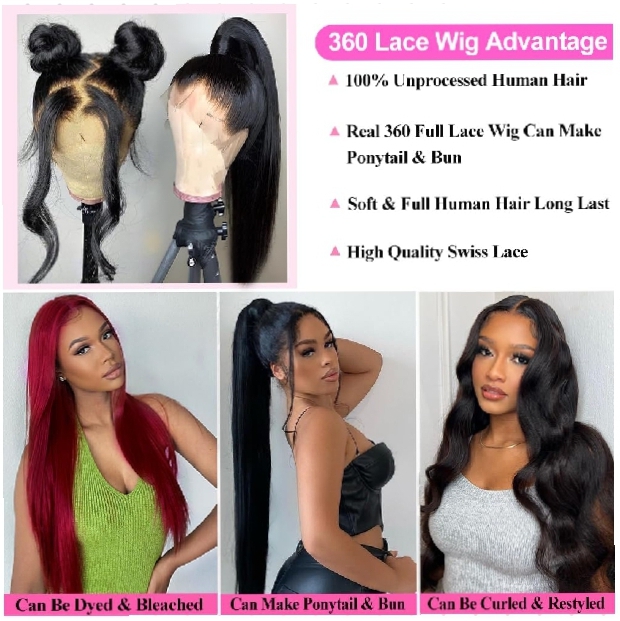 360 Lace Wig Advantage
100% Unprocessed Human Hair
Real 360 Full Lace Wig Can Make
Ponytail & Bun
Soft & Full Human Hair Long Last
High Quality Swiss Lace
Can Be Dyed & Bleached
Can Make Ponytail & Bun
Can Be Curled & Restyled